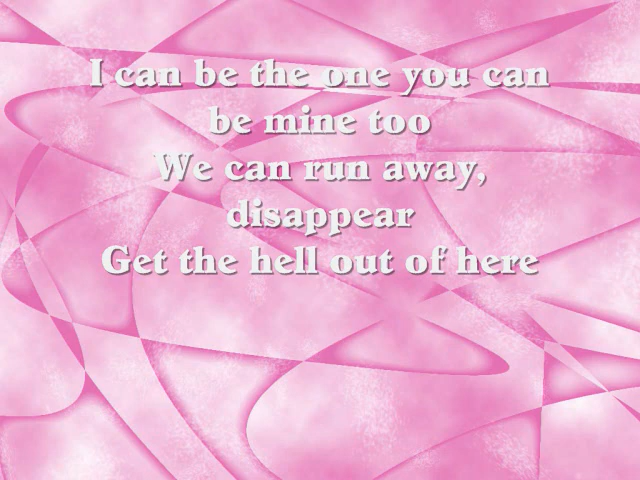 I can be the one you can
be mine too
We can run away,
disappear
Get the hell out of here